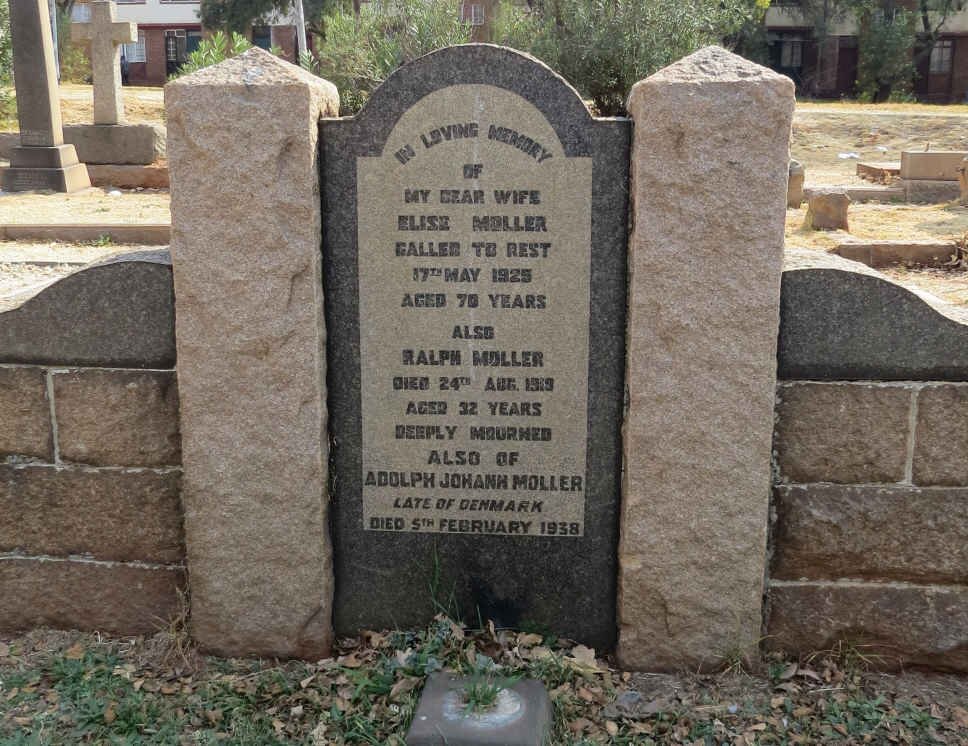 IN LOVING MEMORY
OF
MY DEAR WIFE
ELISE MOLLER
CALLED TO REST
17TH MAY 1925
AGED 70 YEARS
ALSO
RALPH MOLLER
DIED 24TH AUG. 1919
AGED 32 YEARS
DEEPLY MOURNED
ALSO OF
ADOLPH JOHANN MOLLER
LATE OF DENMARK
DIED 5TH FEBRUARY 1938